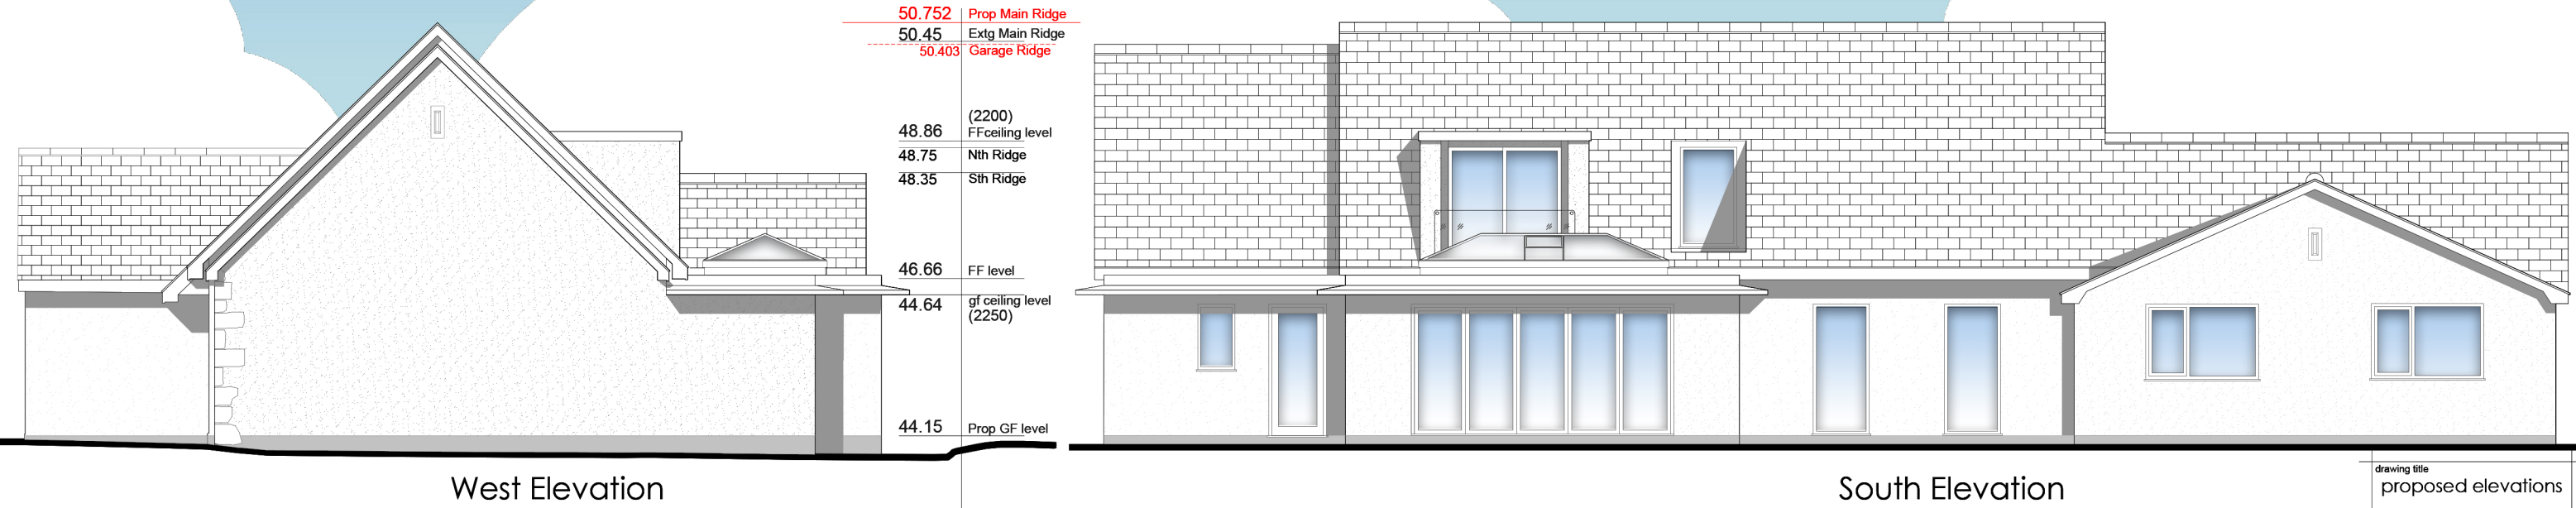 50.752 Prop Main Ridge
50.45 Extg Main Ridge
50.403 Garage Ridge
(2200)
48.86 FFceiling level
48.75 Nth Ridge
48.35 Sth Ridge
46.66 FF level
44.64 gf ceiling level
(2250)
44.15 Prop GF level
West Elevation
South Elevation
drawing title
proposed elevations